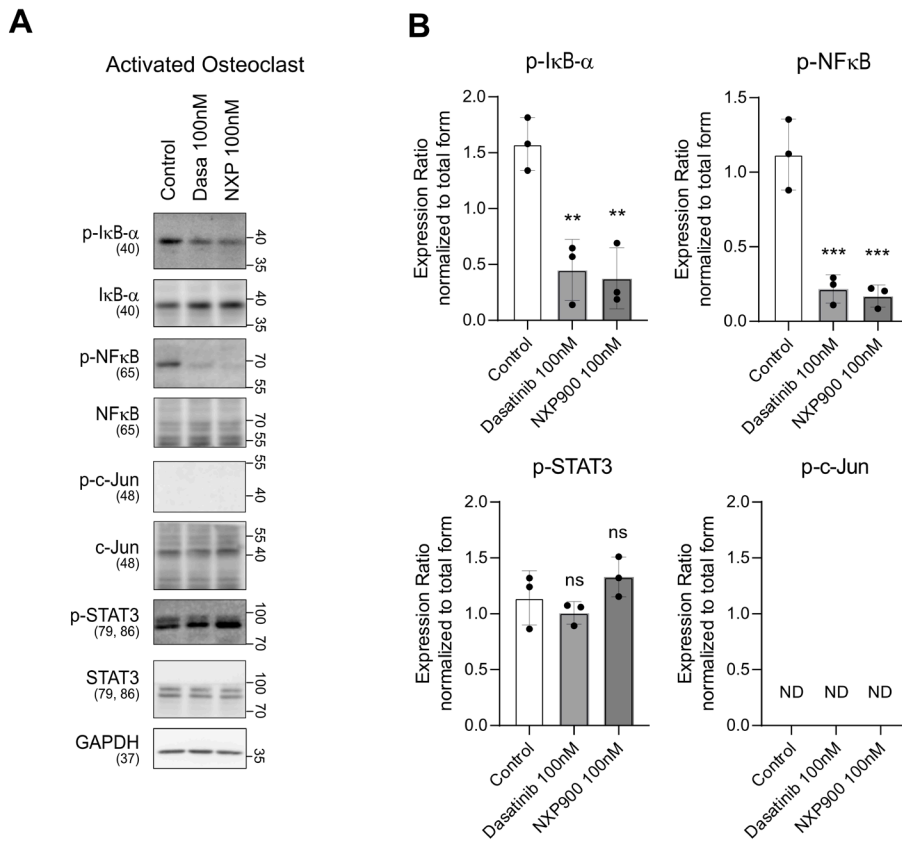 A
Activated Osteoclast
Control
Dasa 100nM
NXP 100nM
p-IκB-α
(40)
40
35
IκB-α
(40)
40
35
p-NFκB
(65)
70
55
NFκB
(65)
70
55
p-c-Jun
(48)
55
40
c-Jun
(48)
55
40
p-STAT3
(79, 86)
100
70
STAT3
(79, 86)
100
70
GAPDH
(37)
35
B
p-IκB-α
Expression Ratio
normalized to total form
2.0
1.5
1.0
0.5
0.0
**
**
Control
Dasatinib 100nM
NXP900 100nM
p-NFκB
Expression Ratio
normalized to total form
1.5
1.0
0.5
0.0
***
***
Control
Dasatinib 100nM
NXP900 100nM
p-STAT3
Expression Ratio
normalized to total form
2.0
1.5
1.0
0.5
0.0
ns
ns
Control
Dasatinib 100nM
NXP900 100nM
p-c-Jun
Expression Ratio
normalized to total form
2.0
1.5
1.0
0.5
0.0
ND ND ND
Control
Dasatinib 100nM
NXP900 100nM